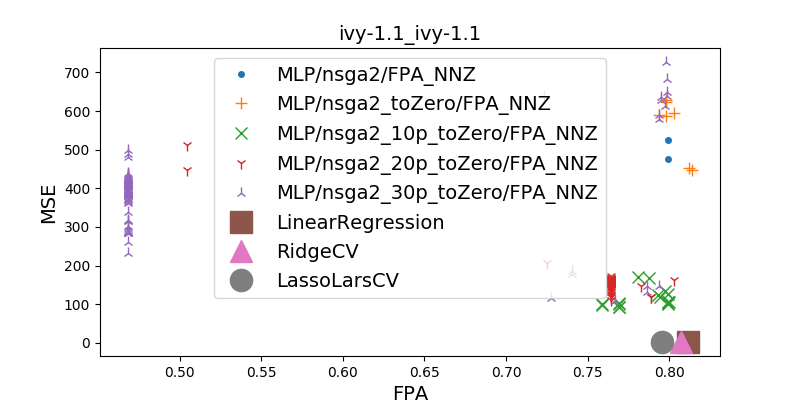 ivy-1.1_ivy-1.1
MSE
700
600
500
400
300
200
100
0
MLP/nsga2/FPA_NNZ
MLP/nsga2_toZero/FPA_NNZ
MLP/nsga2_10p_toZero/FPA_NNZ
MLP/nsga2_20p_toZero/FPA_NNZ
MLP/nsga2_30p_toZero/FPA_NNZ
LinearRegression
RidgeCV
LassoLarsCV
0.50 0.55 0.60 0.65 0.70 0.75 0.80
FPA